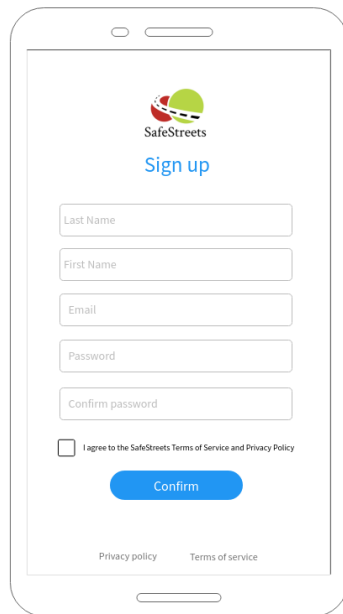 SafeStreets
Sign up
Last Name
First Name
Email
Password
Confirm password
I agree to the SafeStreets Terms of Service and Privacy Policy
Confirm
Privacy policy Terms of service